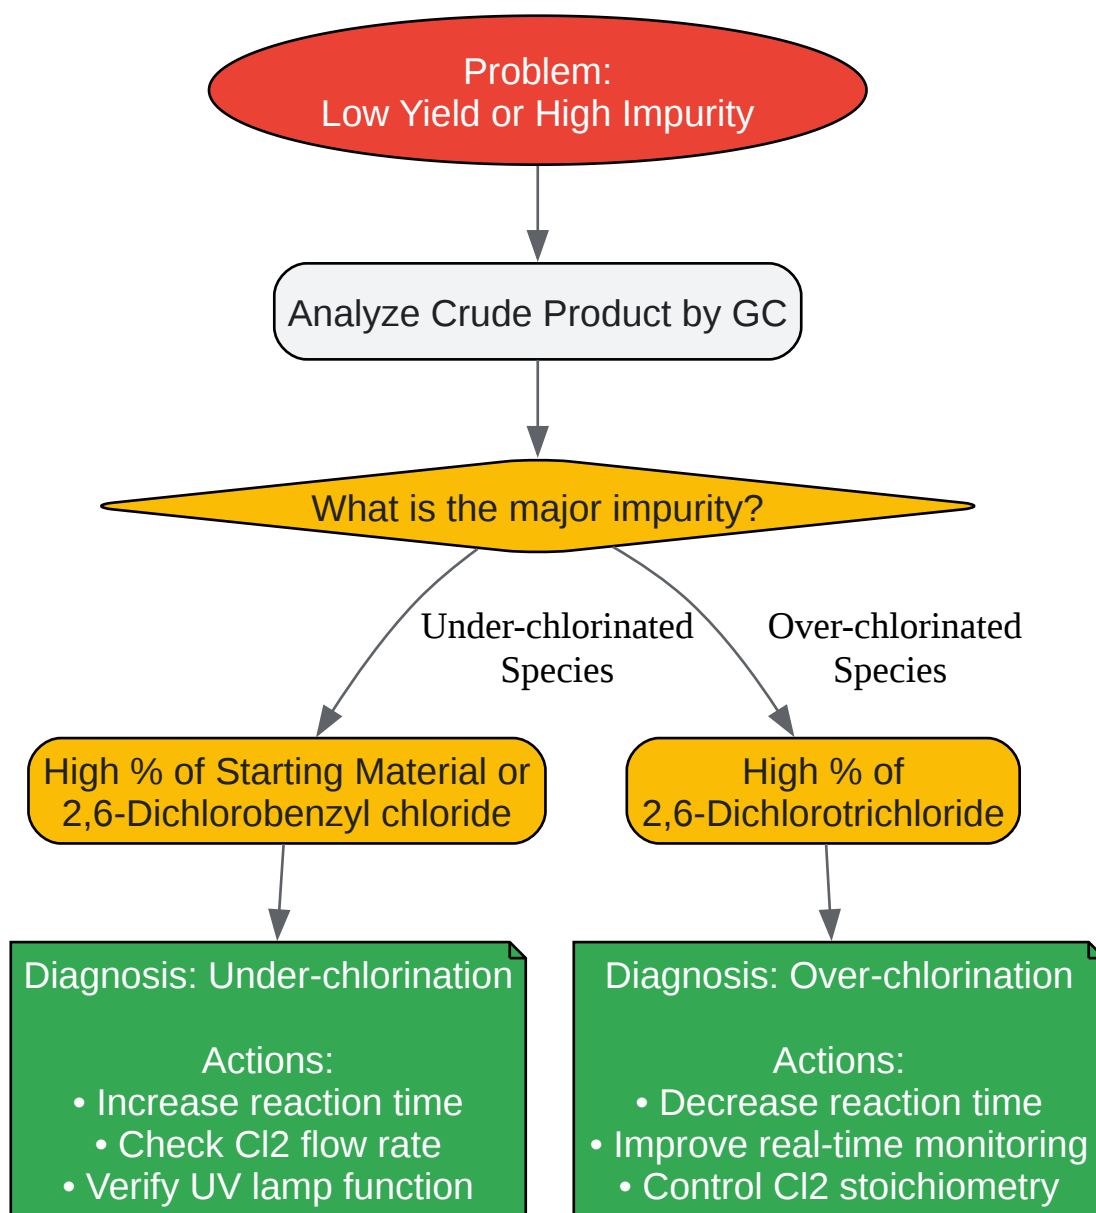 Problem:
Low Yield or High Impurity
Analyze Crude Product by GC
What is the major impurity?
Under-chlorinated
Species
Over-chlorinated
Species
High % of Starting Material or
2,6-Dichlorobenzyl chloride
High % of
2,6-Dichlorotrichloride
Diagnosis: Under-chlorination
Actions:
• Increase reaction time
• Check Cl2 flow rate
• Verify UV lamp function
Diagnosis: Over-chlorination
Actions:
• Decrease reaction time
• Improve real-time monitoring
• Control Cl2 stoichiometry